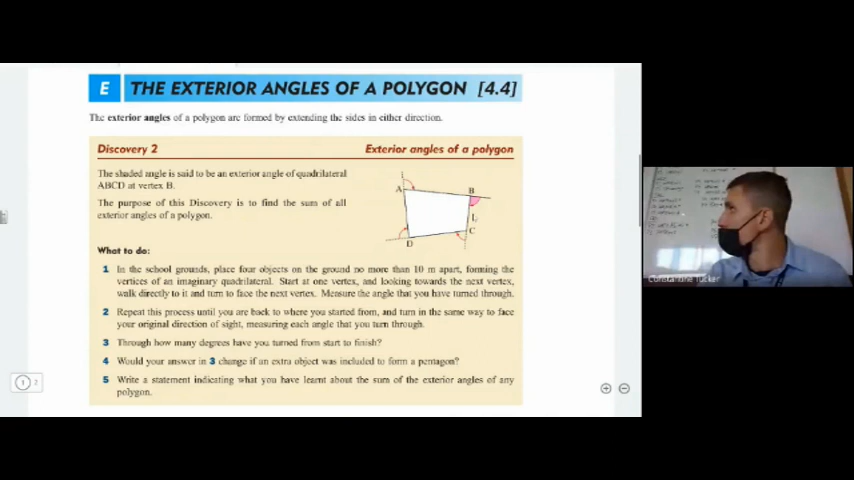 E THE EXTERIOR ANGLES OF A POLYGON [4.4]
The exterior angles of a polygon are formed by extending the sides in either direction.
Discovery 2 Exterior angles of a polygon
The shaded angle is said to be an exterior angle of quadrilateral
ABCD at vertex B.
The purpose of this Discovery is to find the sum of all
exterior angles of a polygon.
A
B
C
D
What to do:
1 In the school grounds, place four objects on the ground no more than 10 m apart, forming the
vertices of an imaginary quadrilateral. Start at one vertex, and looking towards the next vertex,
walk directly to it and turn to face the next vertex. Measure the angle that you have turned through.
2 Repeat this process until you are back to where you started from, and turn in the same way to face
your original direction of sight, measuring each angle that you turn through.
3 Through how many degrees have you turned from start to finish?
4 Would your answer in 3 change if an extra object was included to form a pentagon?
5 Write a statement indicating what you have learnt about the sum of the exterior angles of any
polygon.
1 2
Constantine Tucker